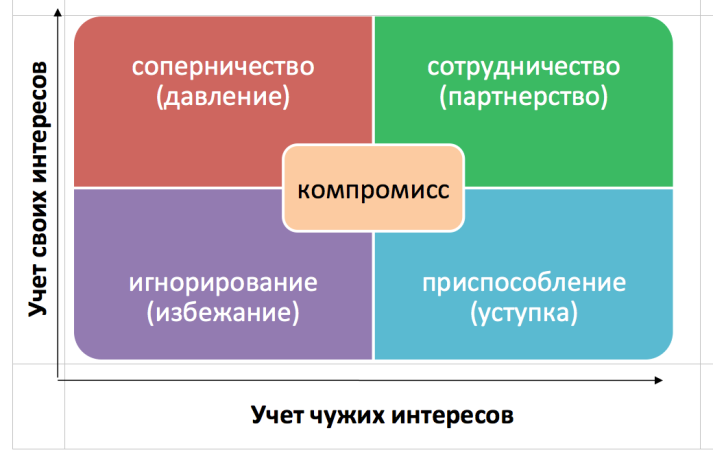 Учет своих интересов
соперничество
(давление)
сотрудничество
(партнерство)
компромисс
игнорирование
(избежание)
приспособление
(уступка)
Учет чужих интересов